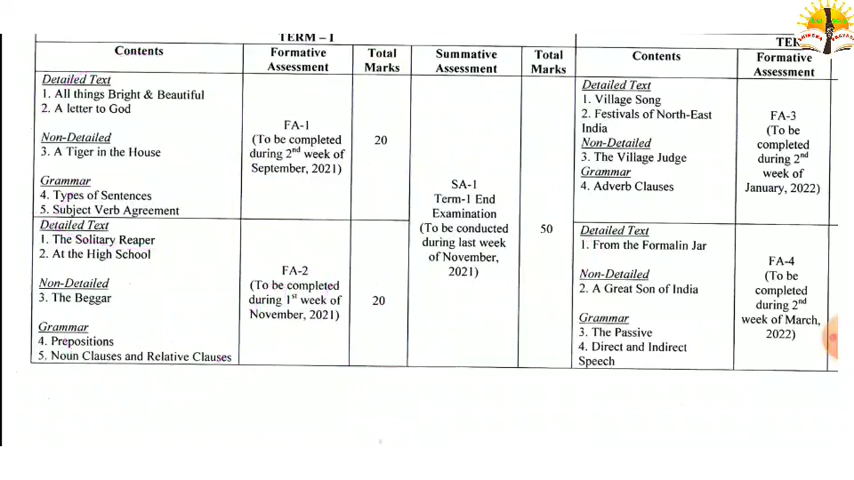 TERM – I
Contents
Formative
Assessment
Total
Marks
Summative
Assessment
Total
Marks
Detailed Text
1. All things Bright & Beautiful
2. A letter to God
Non-Detailed
3. A Tiger in the House
Grammar
4. Types of Sentences
5. Subject Verb Agreement
FA-1
(To be completed
during 2nd week of
September, 2021)
20
Detailed Text
1. The Solitary Reaper
2. At the High School
Non-Detailed
3. The Beggar
Grammar
4. Prepositions
5. Noun Clauses and Relative Clauses
FA-2
(To be completed
during 1st week of
November, 2021)
20
SA-1
Term-1 End
Examination
(To be conducted
during last week
of November,
2021)
50
Contents
Formative
Assessment
Detailed Text
1. Village Song
2. Festivals of North-East
India
Non-Detailed
3. The Village Judge
Grammar
4. Adverb Clauses
FA-3
(To be
completed
during 2nd
week of
January, 2022)
Detailed Text
1. From the Formalin Jar
Non-Detailed
2. A Great Son of India
Grammar
3. The Passive
4. Direct and Indirect
Speech
FA-4
(To be
completed
during 2nd
week of March,
2022)